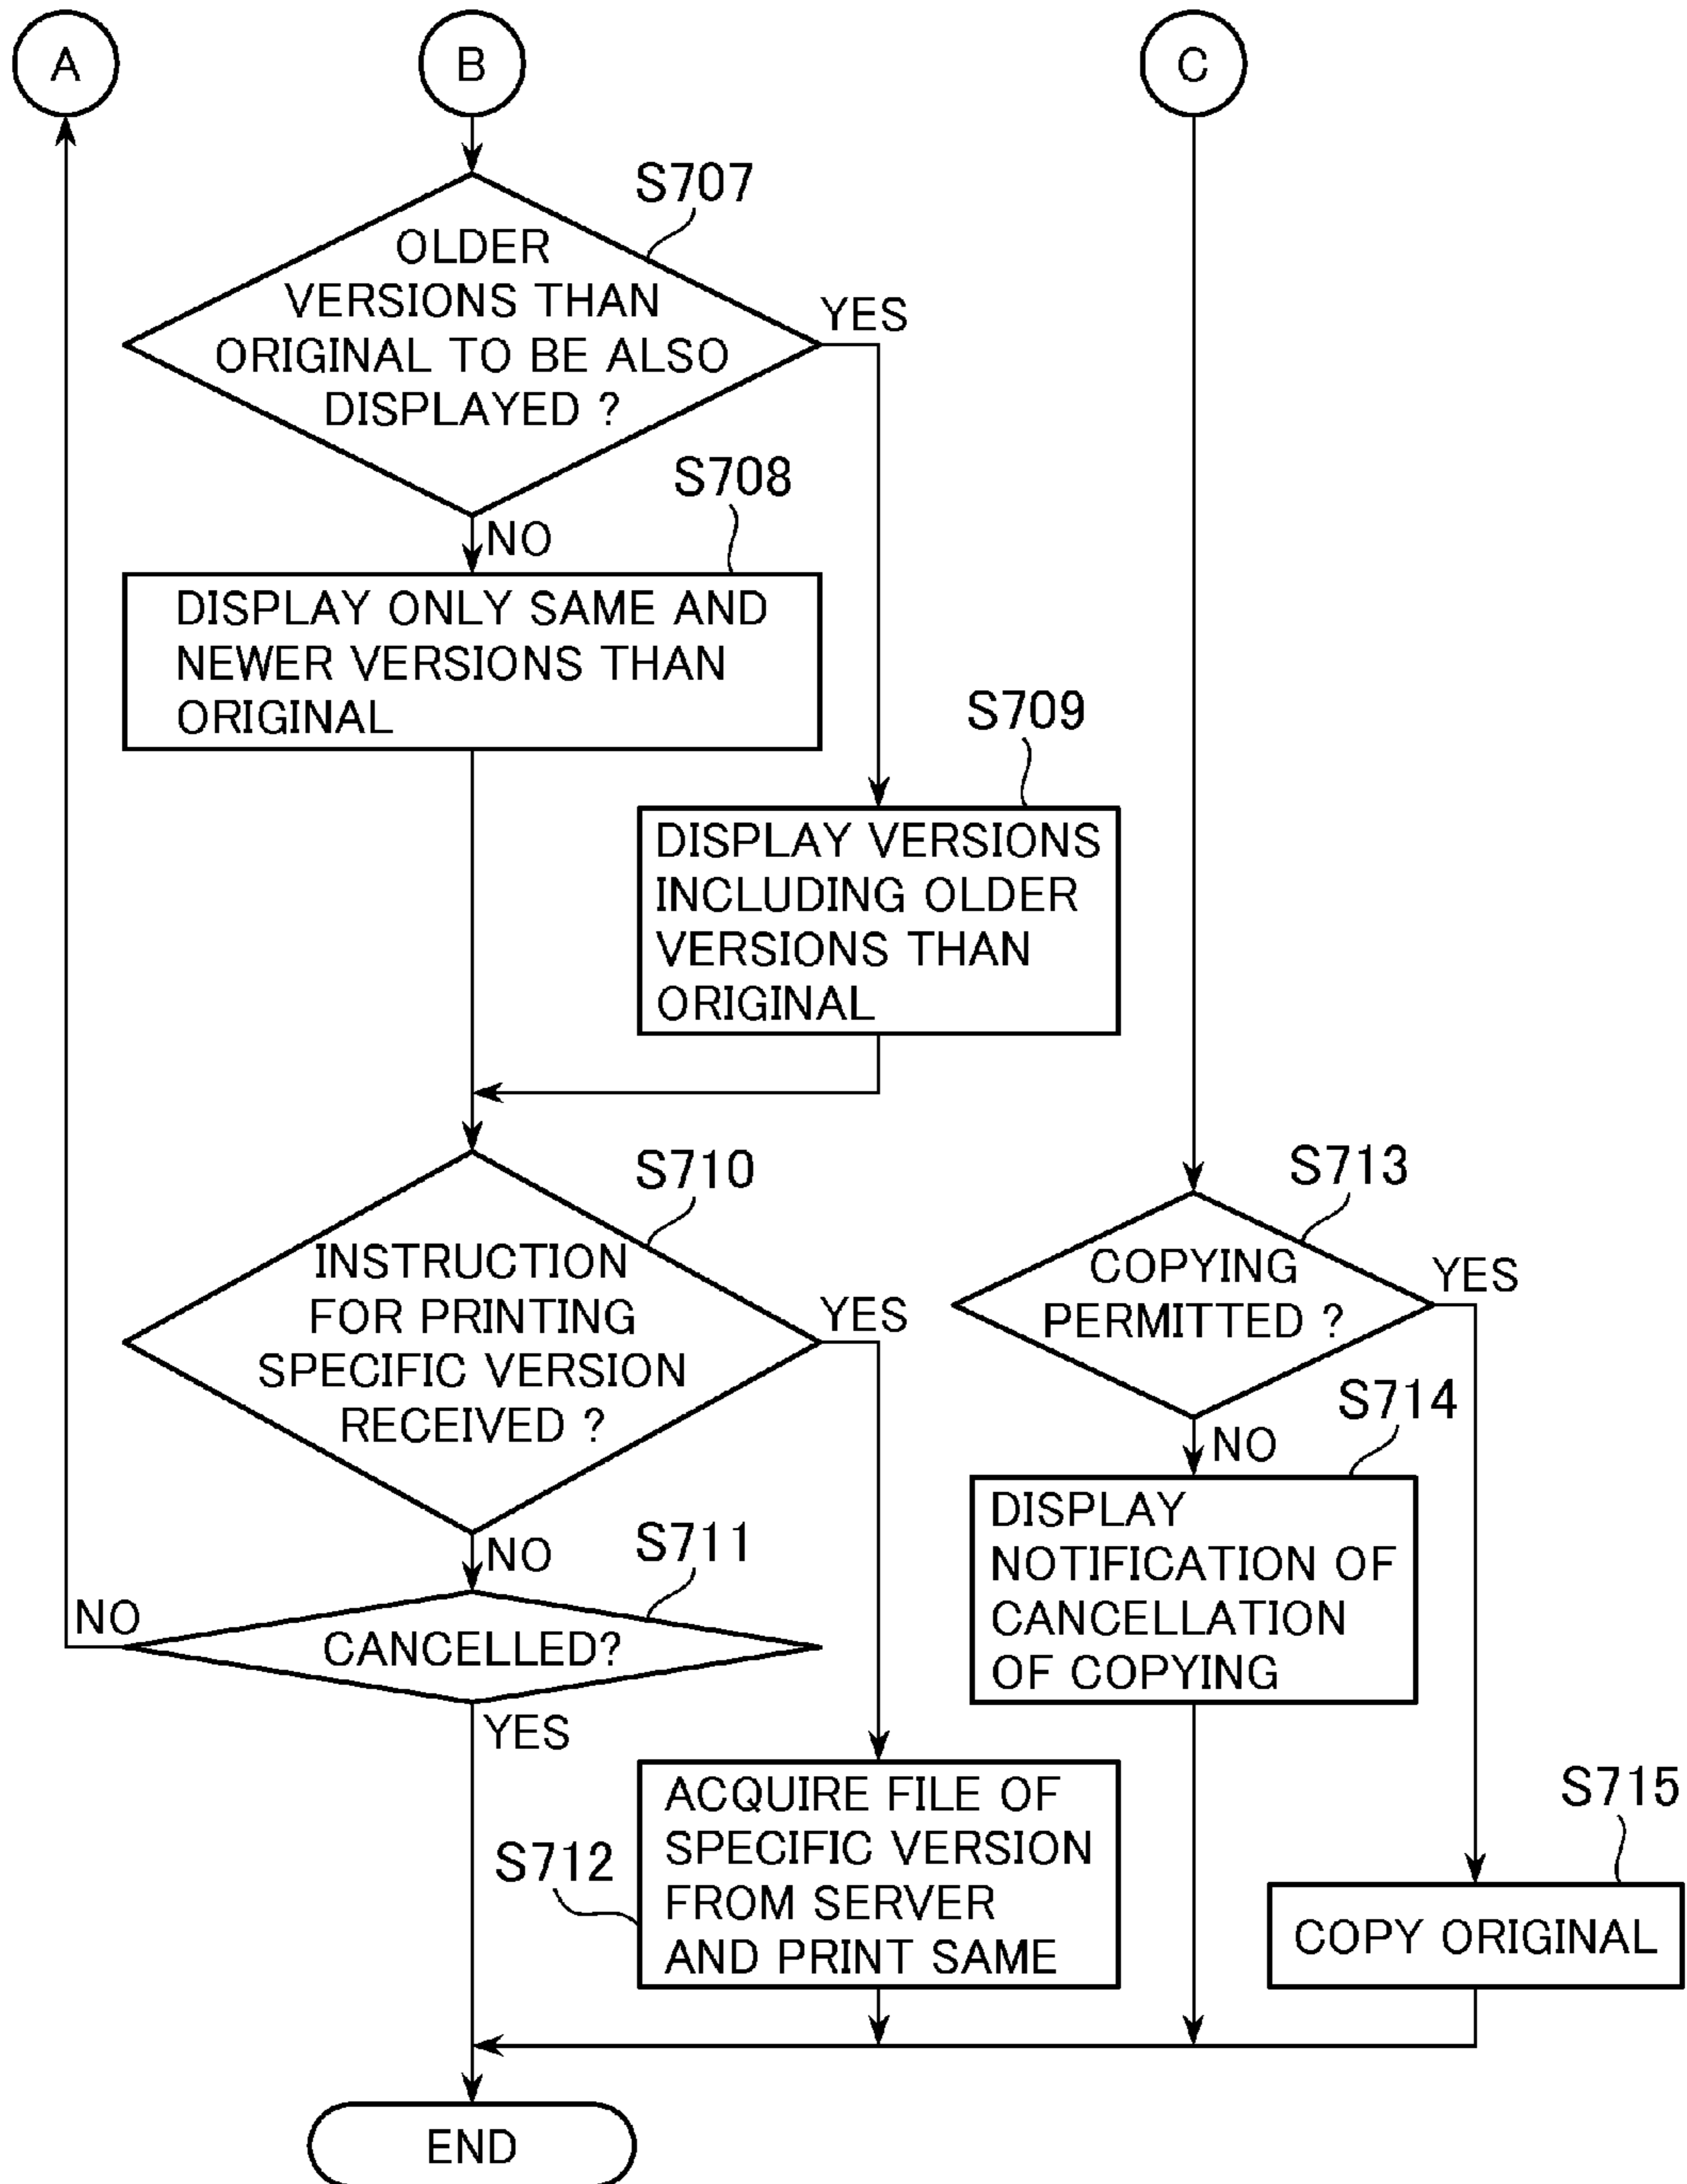 A
B
C
S707
OLDER
VERSIONS THAN
ORIGINAL TO BE ALSO
DISPLAYED ?
YES
NO
S708
DISPLAY ONLY SAME AND
NEWER VERSIONS THAN
ORIGINAL
S709
DISPLAY VERSIONS
INCLUDING OLDER
VERSIONS THAN
ORIGINAL
S710
INSTRUCTION
FOR PRINTING
SPECIFIC VERSION
RECEIVED ?
YES
NO
S711
CANCELLED?
NO
YES
S712
ACQUIRE FILE OF
SPECIFIC VERSION
FROM SERVER
AND PRINT SAME
S713
COPYING
PERMITTED ?
YES
NO
S714
DISPLAY
NOTIFICATION OF
CANCELLATION
OF COPYING
S715
COPY ORIGINAL
END